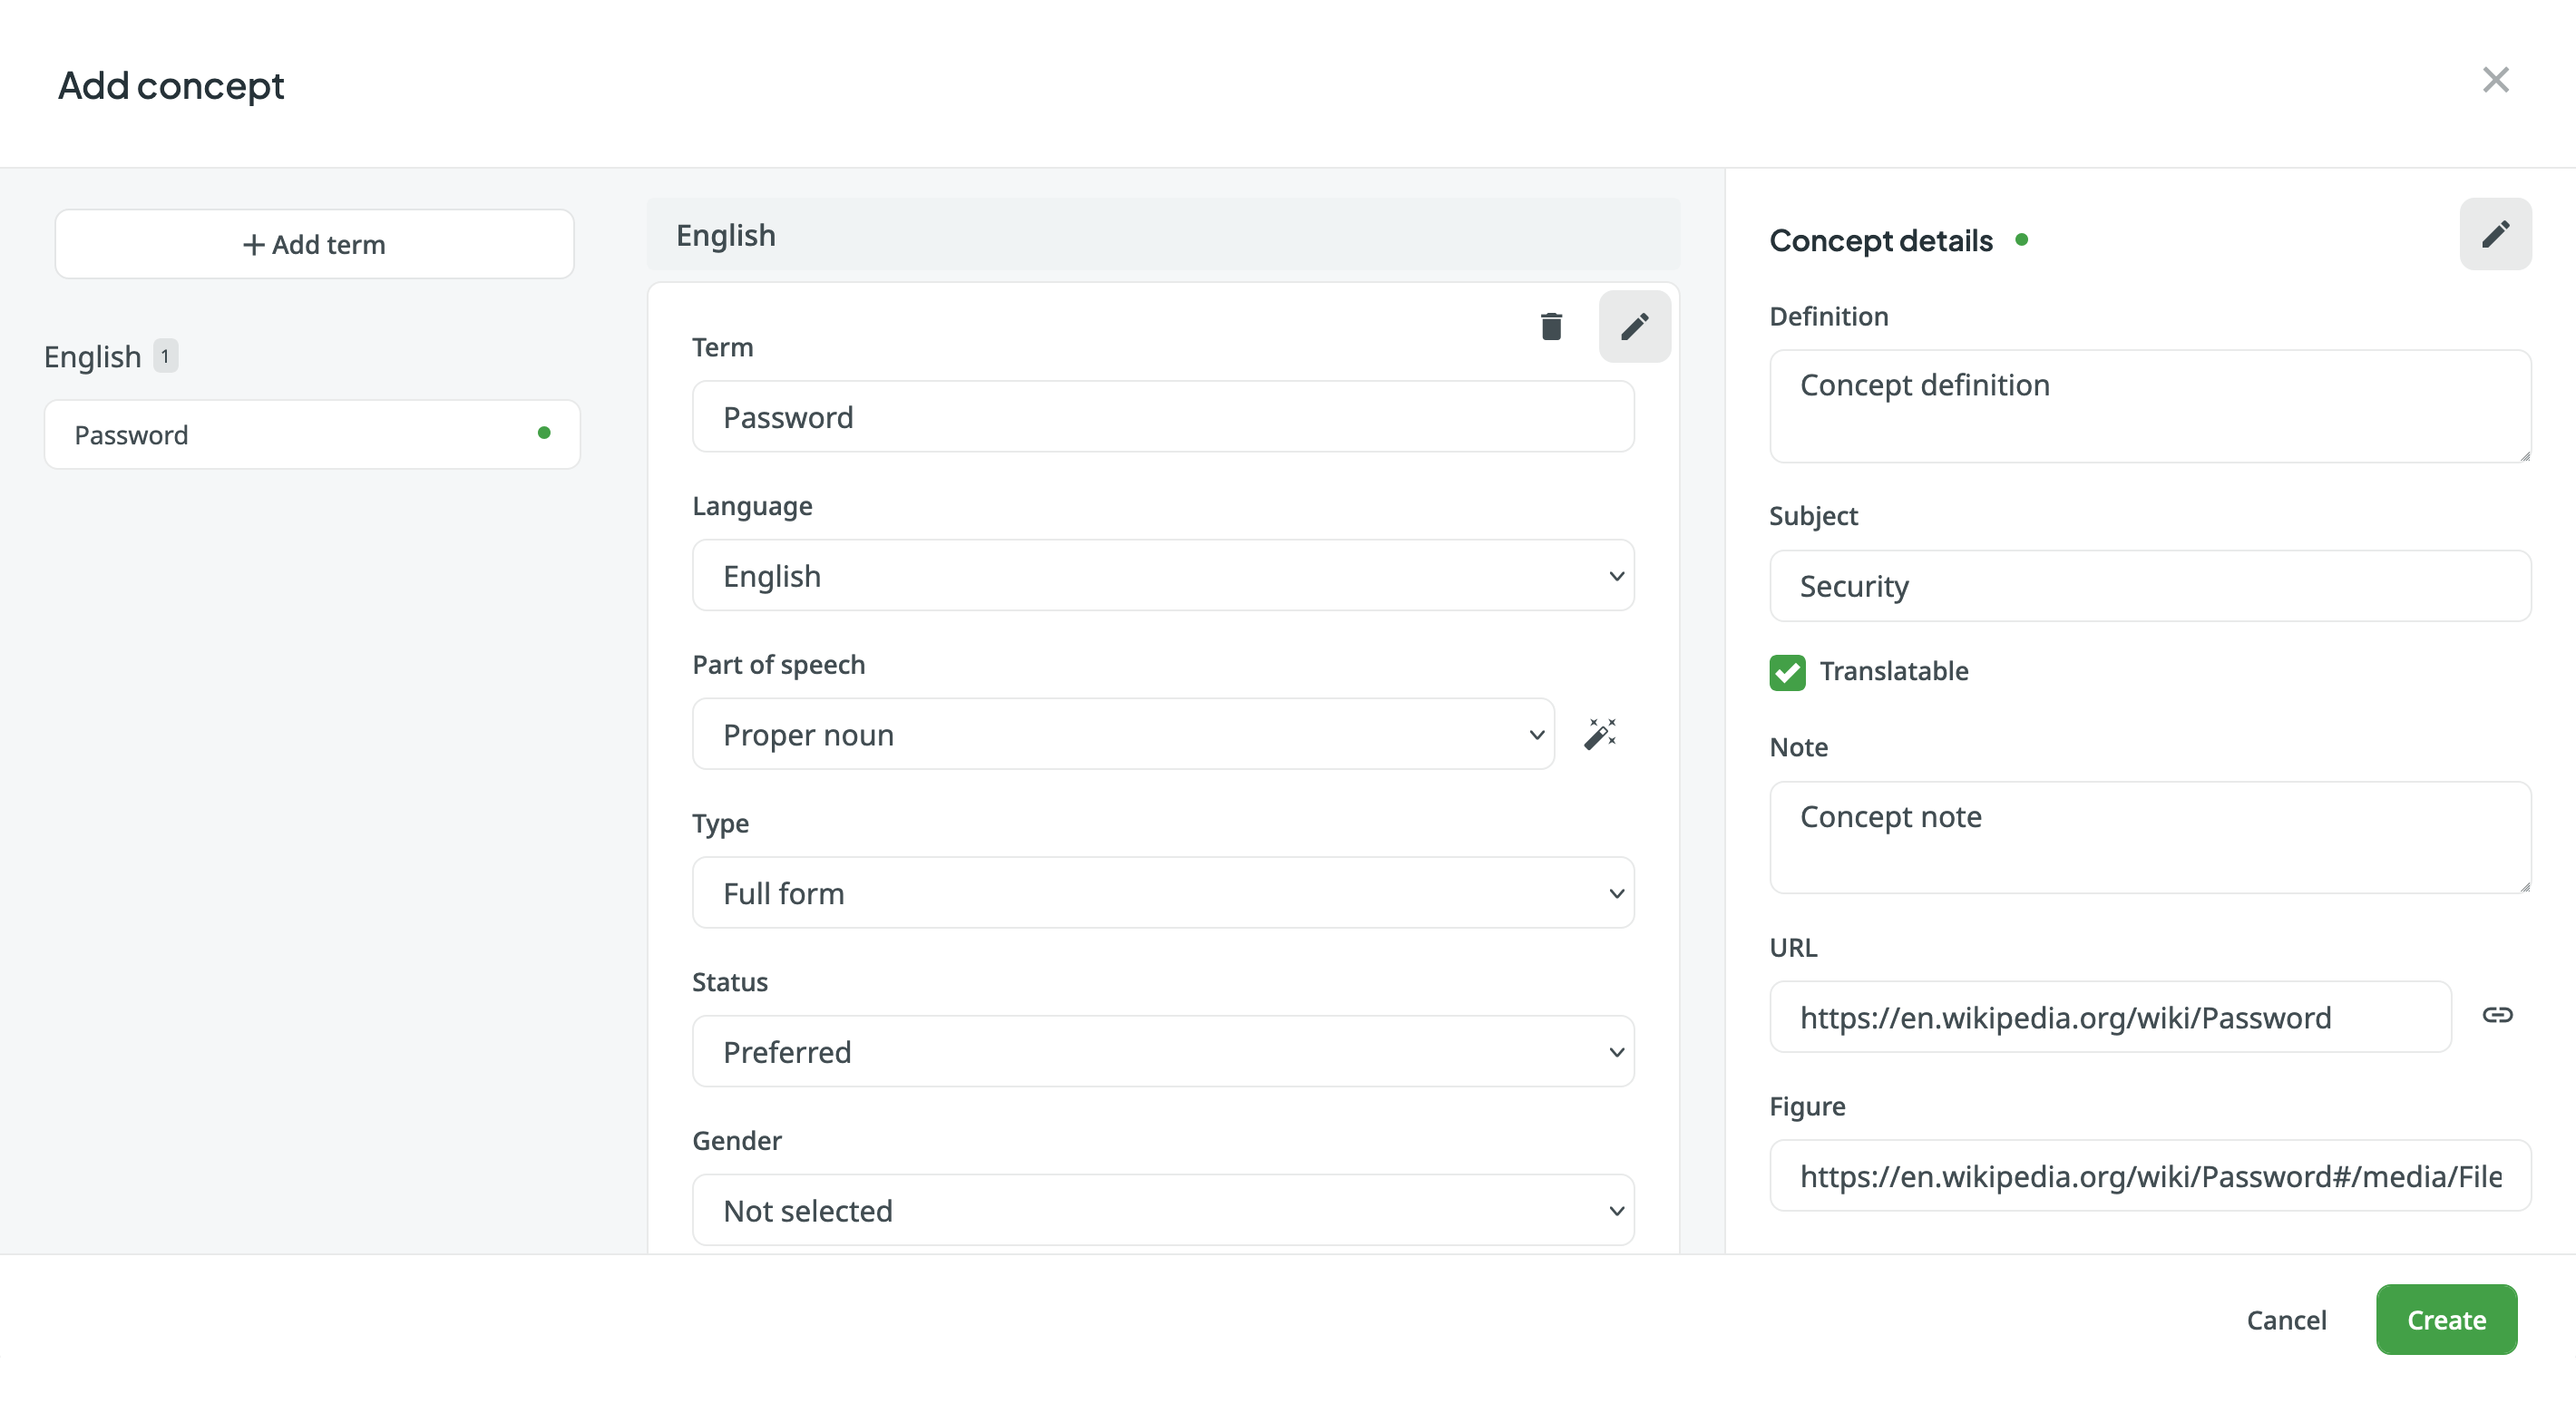 Add concept
+ Add term
English 1
Password
English
Term
Password
Language
English
Part of speech
Proper noun
Type
Full form
Status
Preferred
Gender
Not selected
Concept details
Definition
Concept definition
Subject
Security
Translatable
Note
Concept note
URL
https://en.wikipedia.org/wiki/Password
Figure
https://en.wikipedia.org/wiki/Password#/media/File
Cancel
Create